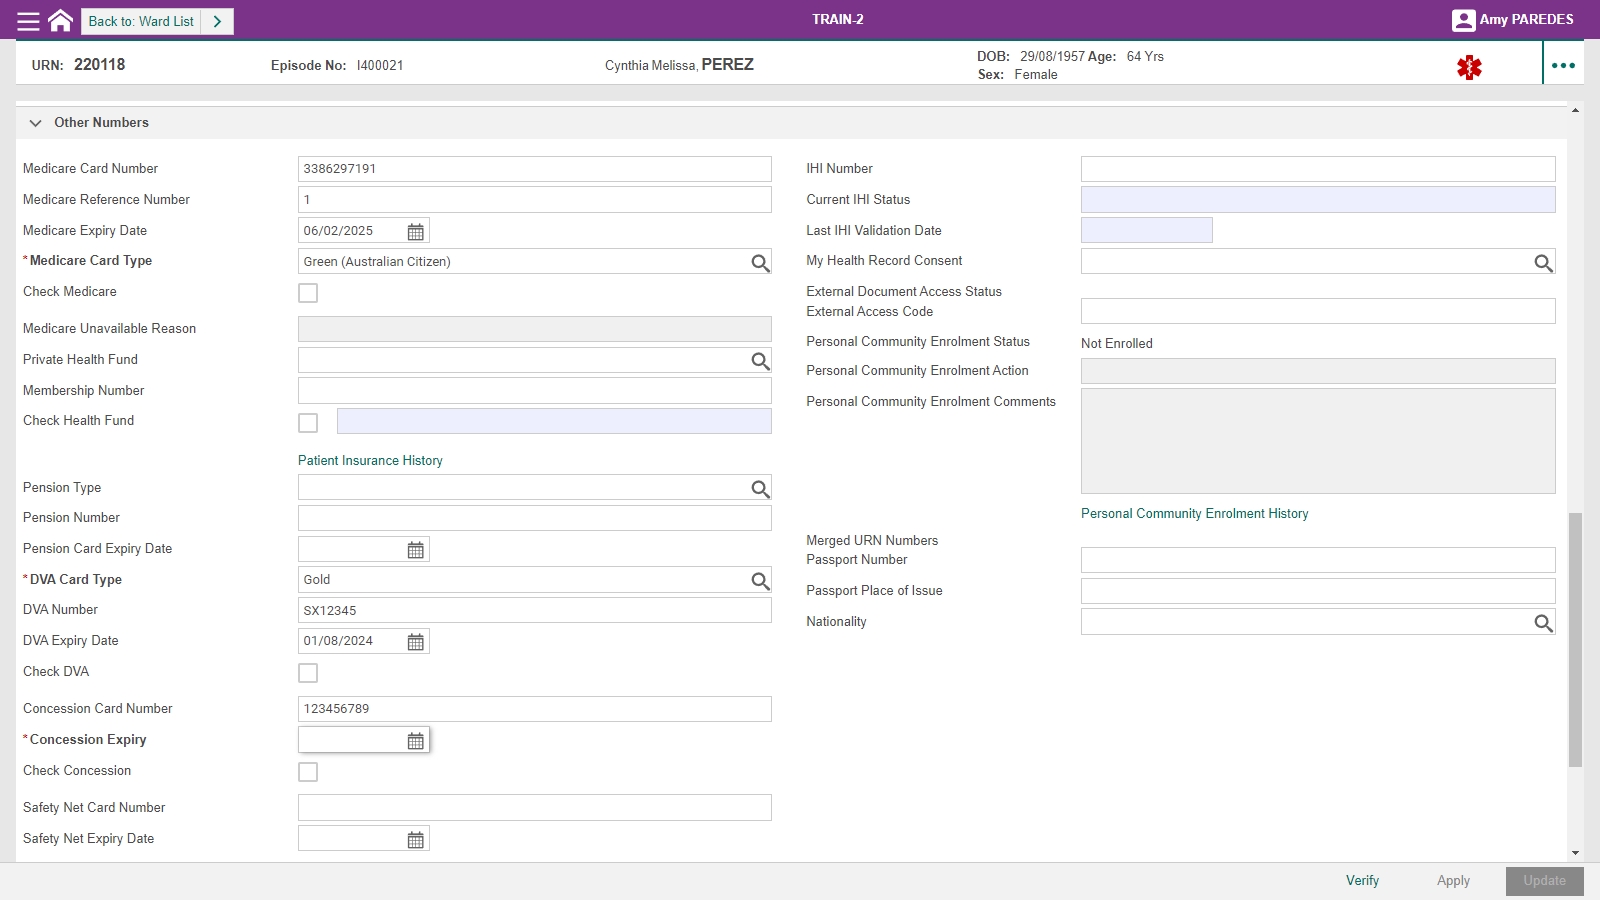 Back to: Ward List
TRAIN-2
Amy PAREDES
URN: 220118
Episode No: I400021
Cynthia Melissa, PEREZ
DOB: 29/08/1957 Age: 64 Yrs
Sex: Female
Other Numbers
Medicare Card Number 3386297191
Medicare Reference Number 1
Medicare Expiry Date 06/02/2025
*Medicare Card Type Green (Australian Citizen)
Check Medicare
Medicare Unavailable Reason
Private Health Fund
Membership Number
Check Health Fund
Patient Insurance History
Pension Type
Pension Number
Pension Card Expiry Date
*DVA Card Type Gold
DVA Number SX12345
DVA Expiry Date 01/08/2024
Check DVA
Concession Card Number 123456789
*Concession Expiry
Check Concession
Safety Net Card Number
Safety Net Expiry Date
IHI Number
Current IHI Status
Last IHI Validation Date
My Health Record Consent
External Document Access Status
External Access Code
Personal Community Enrolment Status Not Enrolled
Personal Community Enrolment Action
Personal Community Enrolment Comments
Personal Community Enrolment History
Merged URN Numbers
Passport Number
Passport Place of Issue
Nationality
Verify
Apply
Update